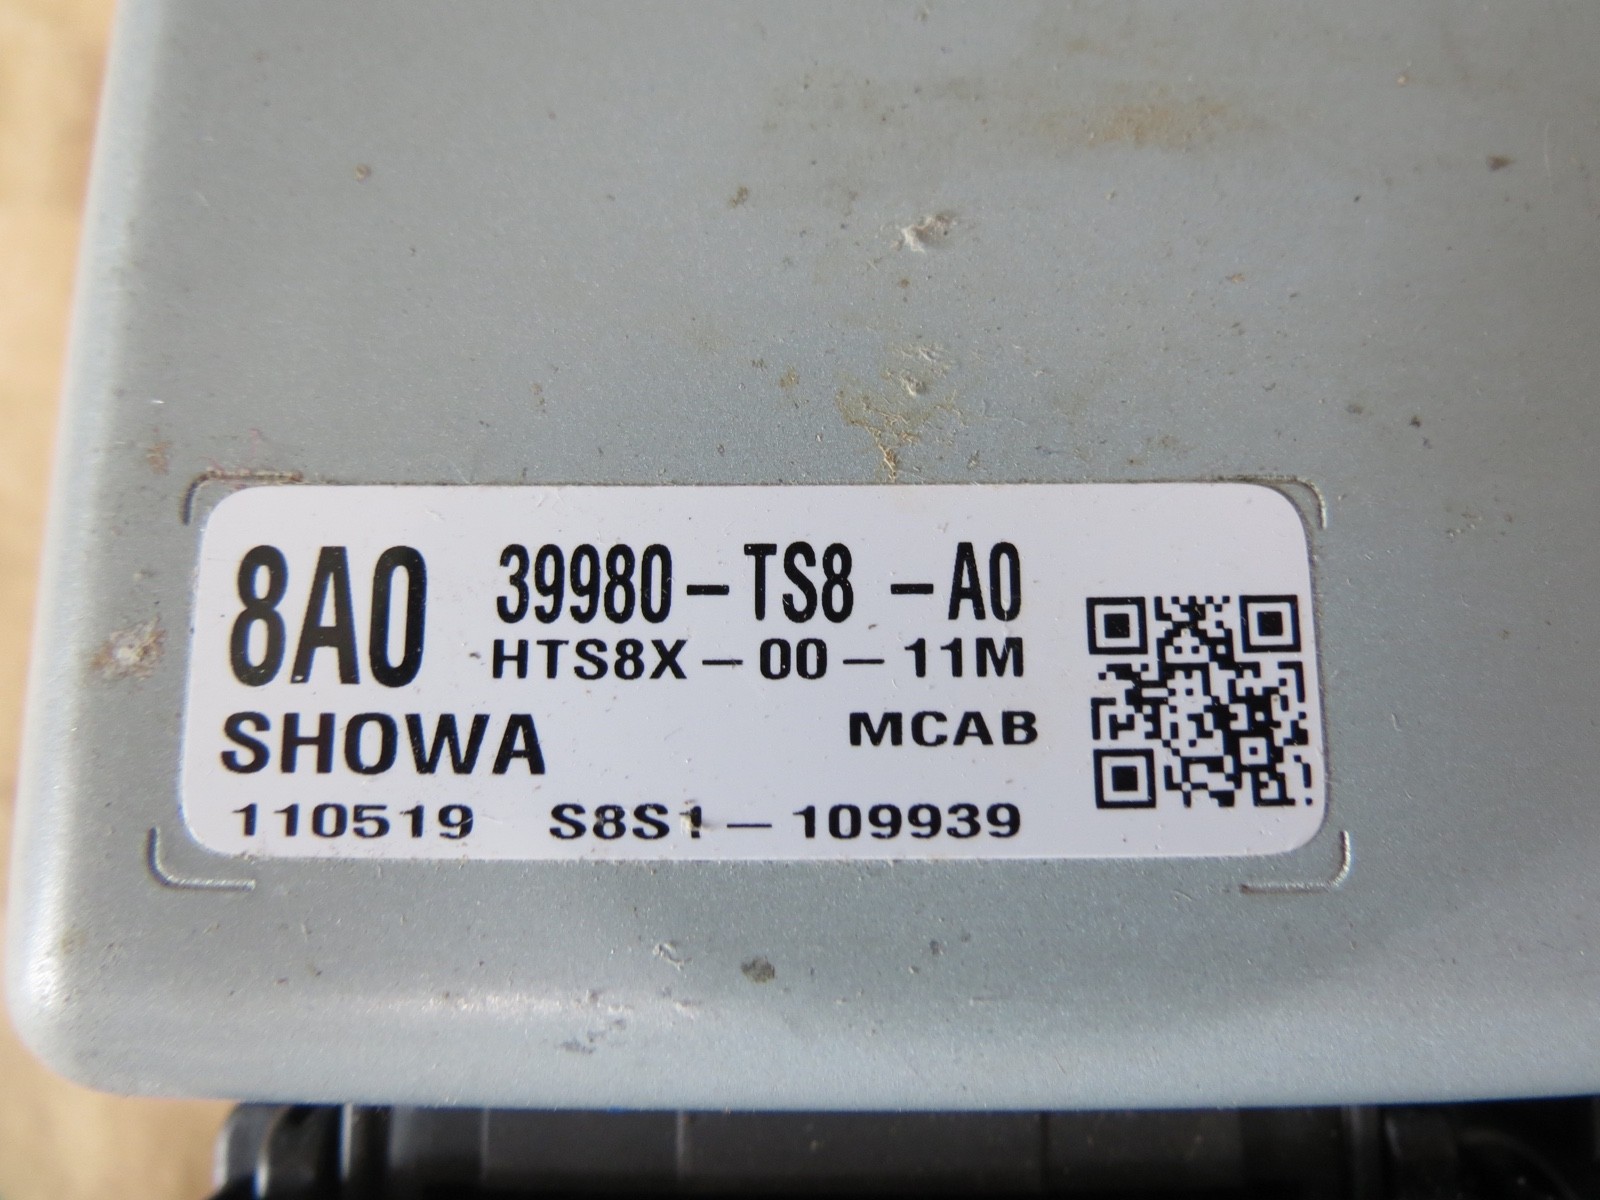 8A0 39980-TS8 -A0
HTS8X-00-11M
SHOWA MCAB
110519 S8S1-109939